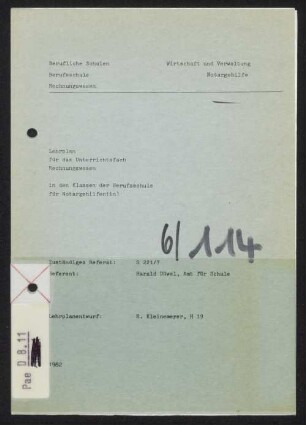 Berufliche Schulen    Wirtschaft und Verwaltung
Berufsschule    Notargehilfe
Rechnungswesen
Lehrplan
für das Unterrichtsfach
Rechnungswesen
in den Klassen der Berufsschule
für Notargehilfen(in)
6/114
Zuständiges Referat:    S 221/7
Referent:    Harald Düwel, Amt für Schule
Lehrplanentwurf:    Kleinemeyer, H 19
1982
Pae D 8.11